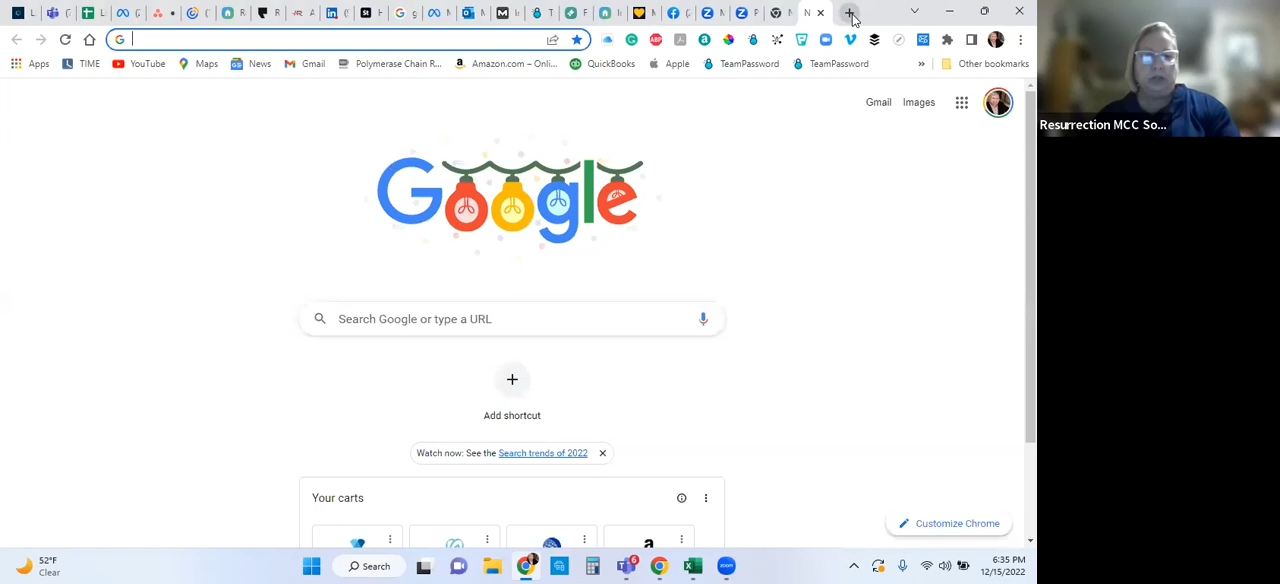 L
L
R
R
A
(
H
g
M
M
I
T
F
I
M
(
M
P
N
N
Apps
TIME
YouTube
Maps
News
Gmail
Polymerase Chain R...
Amazon.com – Onli...
QuickBooks
Apple
TeamPassword
TeamPassword
»
Other bookmarks
Gmail
Images
Google
Search Google or type a URL
Add shortcut
Watch now: See the Search trends of 2022
Your carts
Customize Chrome
Resurrection MCC So...
52°F
Clear
Search
6
6:35 PM
12/15/2022